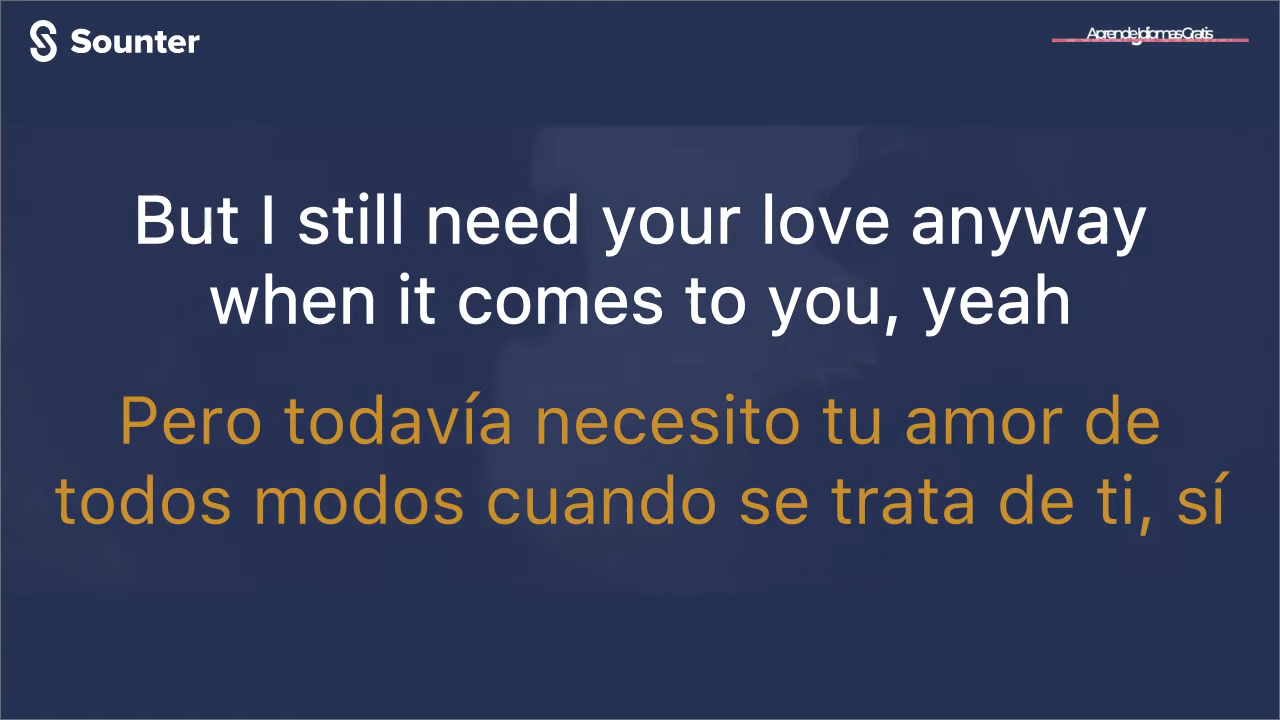 Sounter
AprendeIdiomasGratis
But I still need your love anyway
when it comes to you, yeah
Pero todavía necesito tu amor de
todos modos cuando se trata de ti, sí